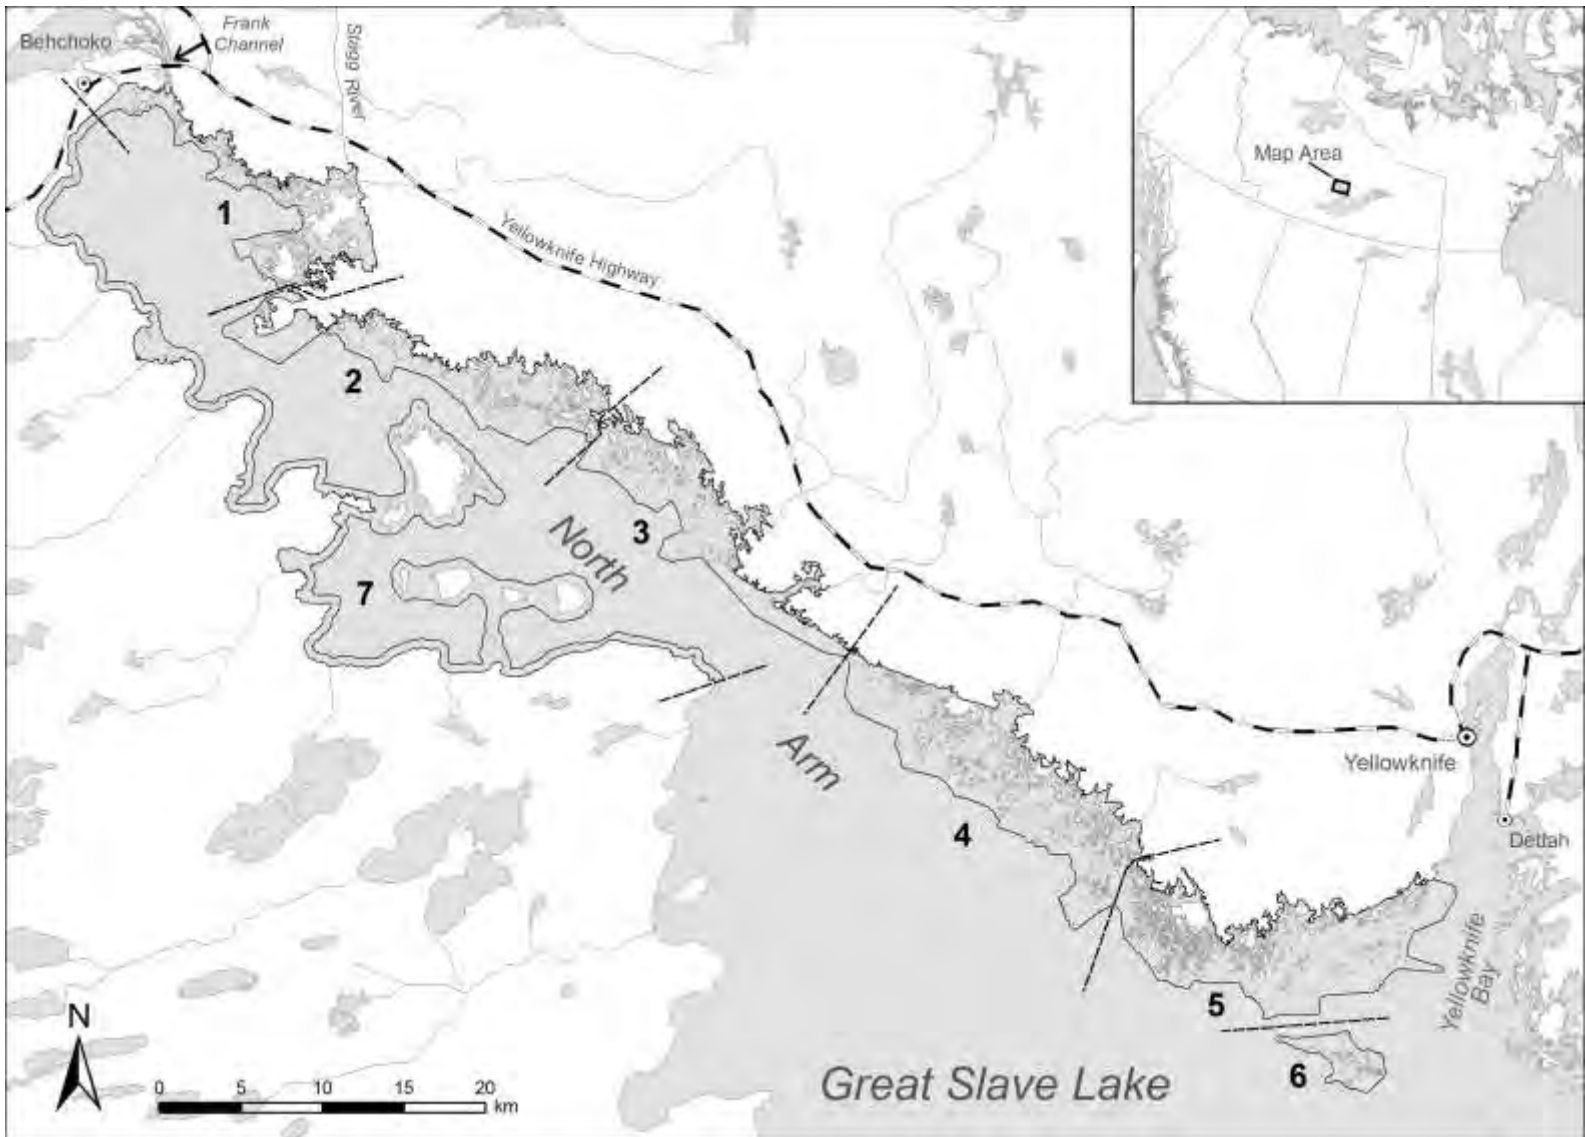 Frank
Channel
Behchoko
Stagg River
Map Area
1
Yellowknife Highway
2
3
North
7
Arm
Yellowknife
4
Dettah
Yellowknife
Bay
5
N
6
Great Slave Lake
0 5 10 15 20
km